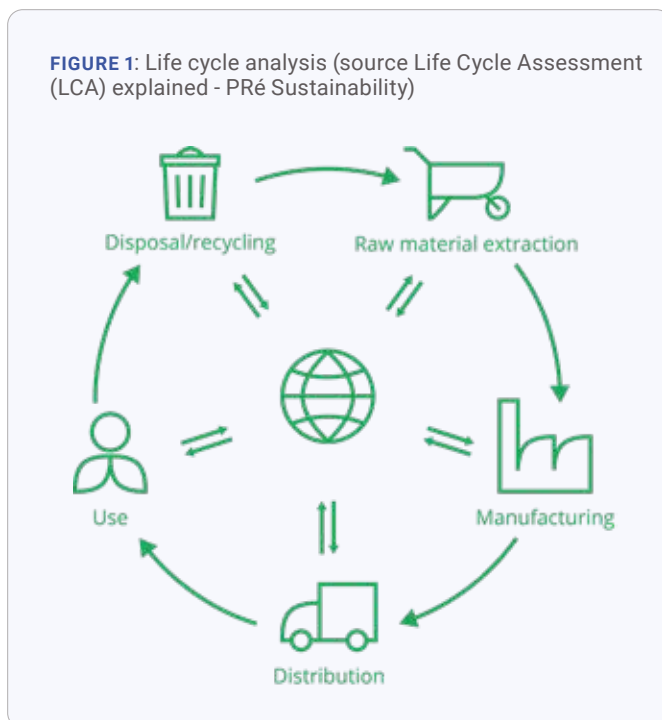 FIGURE 1: Life cycle analysis (source Life Cycle Assessment
(LCA) explained - PRé Sustainability)
Disposal/recycling
Raw material extraction
Use
Manufacturing
Distribution